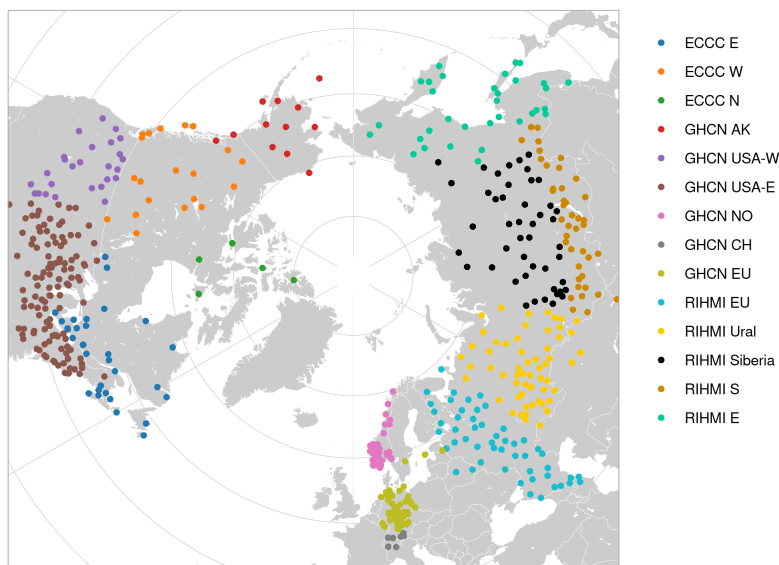 ECCC E
ECCC W
ECCC N
GHCN AK
GHCN USA-W
GHCN USA-E
GHCN NO
GHCN CH
GHCN EU
RIHMI EU
RIHMI Ural
RIHMI Siberia
RIHMI S
RIHMI E